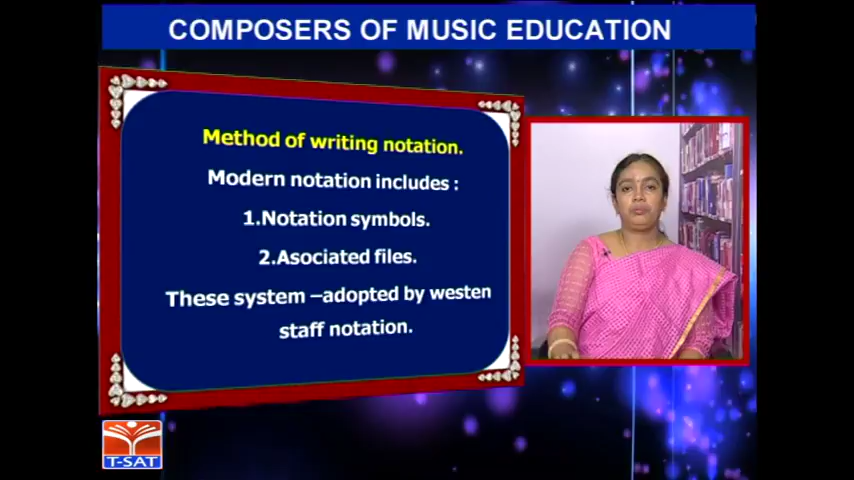 COMPOSERS OF MUSIC EDUCATION
Method of writing notation.
Modern notation includes :
1.Notation symbols.
2.Asociated files.
These system –adopted by westen
staff notation.
T-SAT